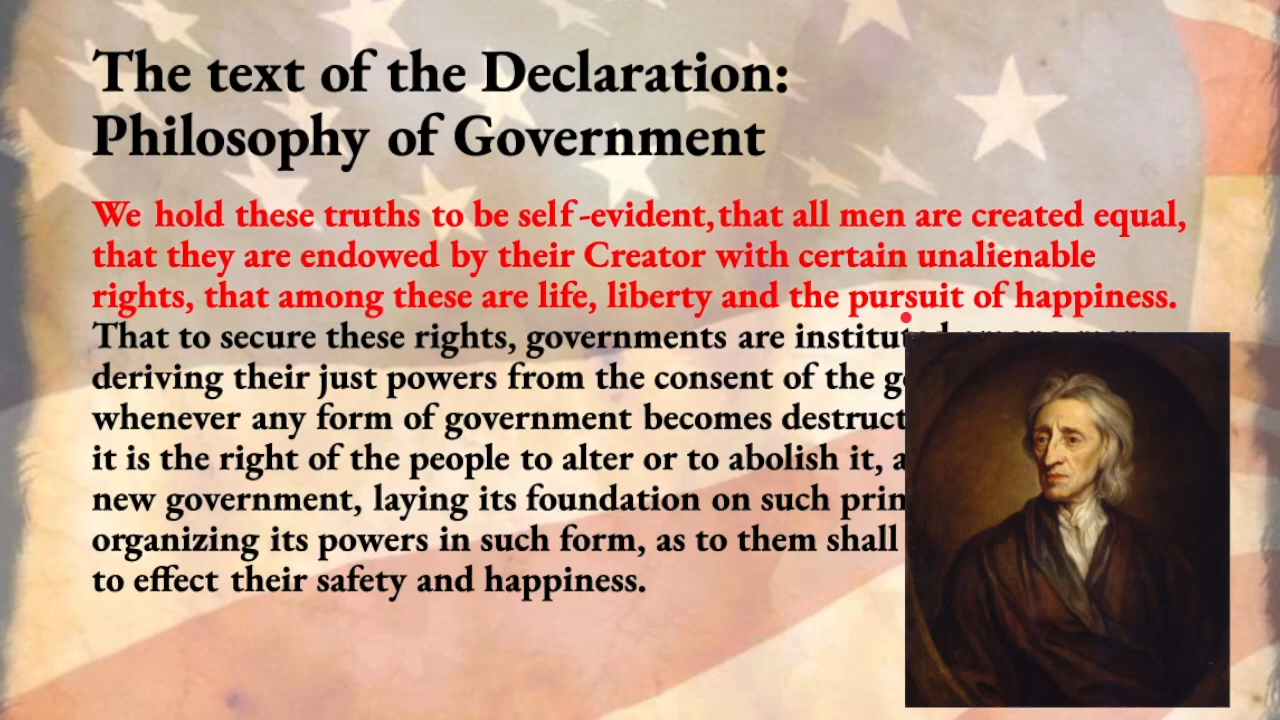 The text of the Declaration:
Philosophy of Government
We hold these truths to be self-evident, that all men are created equal,
that they are endowed by their Creator with certain unalienable
rights, that among these are life, liberty and the pursuit of happiness.
That to secure these rights, governments are
deriving their just powers from the consent of the
whenever any form of government becomes
it is the right of the people to alter or to abolish it,
new government, laying its foundation on such
organizing its powers in such form, as to them shall
to effect their safety and happiness.